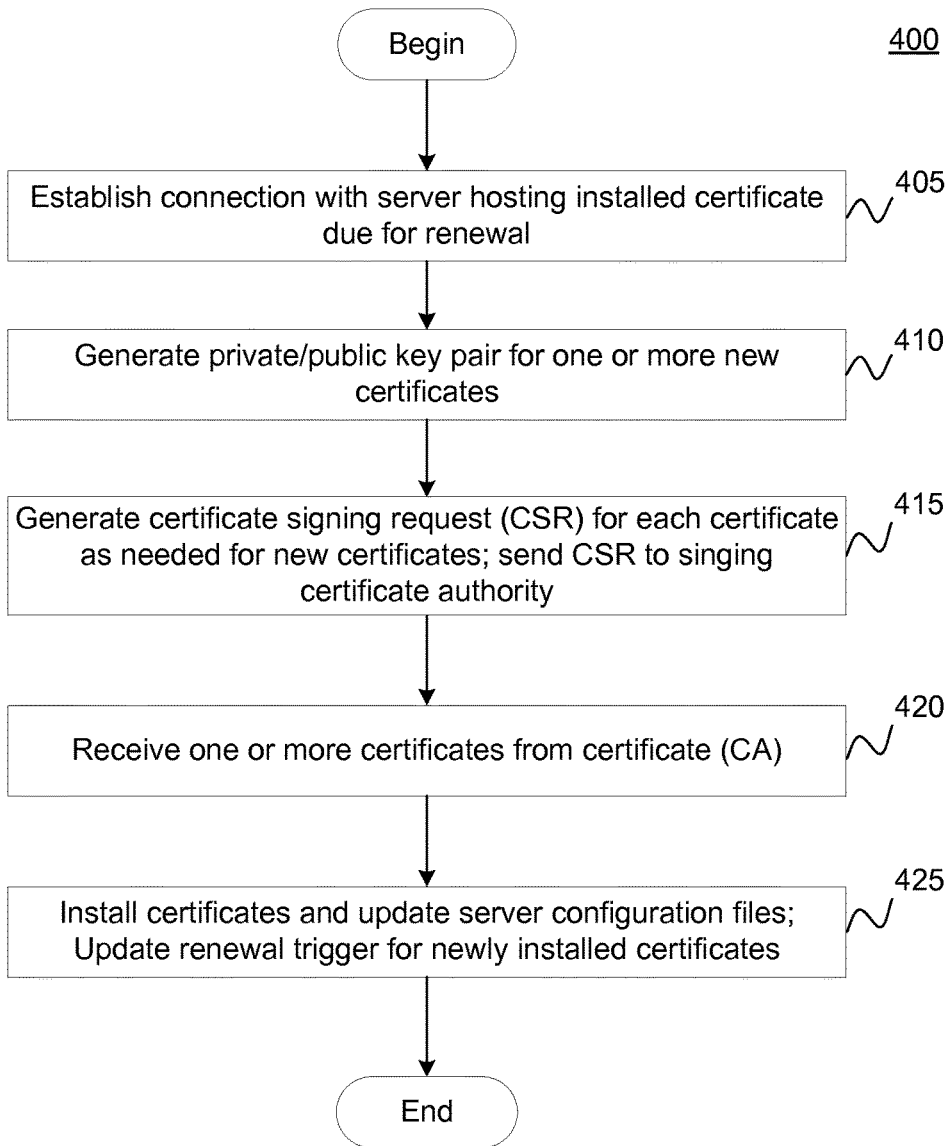 Begin
400
Establish connection with server hosting installed certificate
due for renewal
405
Generate private/public key pair for one or more new
certificates
410
Generate certificate signing request (CSR) for each certificate
as needed for new certificates; send CSR to singing
certificate authority
415
Receive one or more certificates from certificate (CA)
420
Install certificates and update server configuration files;
Update renewal trigger for newly installed certificates
425
End